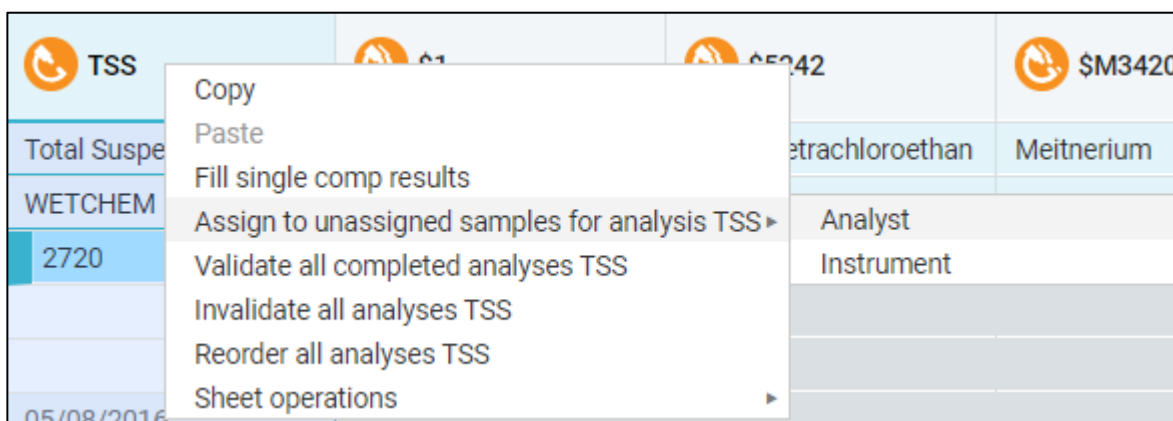 TSS
$M3420
Copy
Paste
Total Suspe
etrachloroethan
Meitnerium
Fill single comp results
WETCHEM
Assign to unassigned samples for analysis TSS
Analyst
2720
Validate all completed analyses TSS
Instrument
Invalidate all analyses TSS
Reorder all analyses TSS
Sheet operations